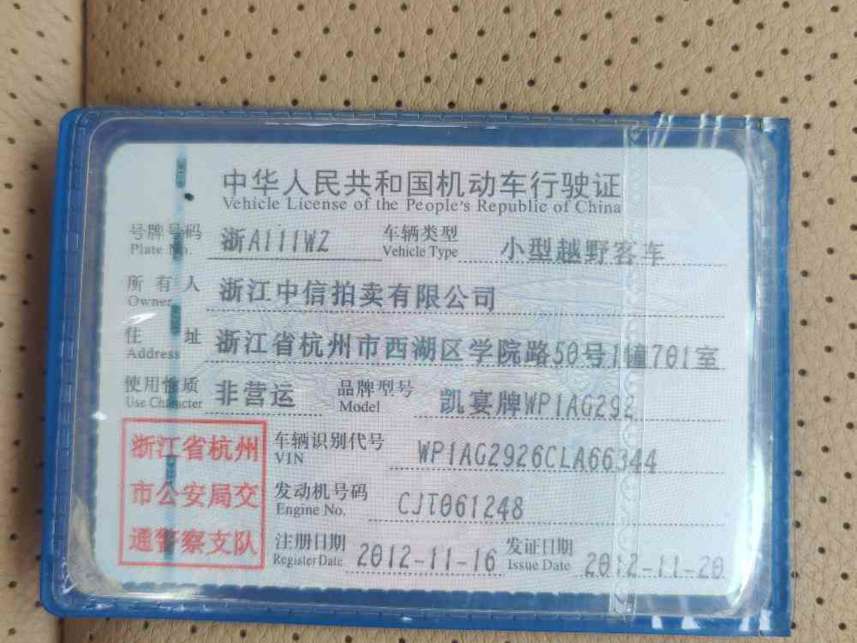 中华人民共和国机动车行驶证
Vehicle License of the People's Republic of China
号牌号码 浙A111WZ 车辆类型 小型越野客车
Plate No. Vehicle Type
所有人 浙江中信拍卖有限公司
Owner
住址 浙江省杭州市西湖区学院路50号1幢701室
Address
使用性质 非营运 品牌型号 凯宴牌WP1AG292
Use Character Model
浙江省杭州 车辆识别代号 WP1AG2926CLA66344
VIN
市公安局交 发动机号码 CJT061248
Engine No.
通警察支队 注册日期 2012-11-16 发证日期 2012-11-20
Register Date Issue Date